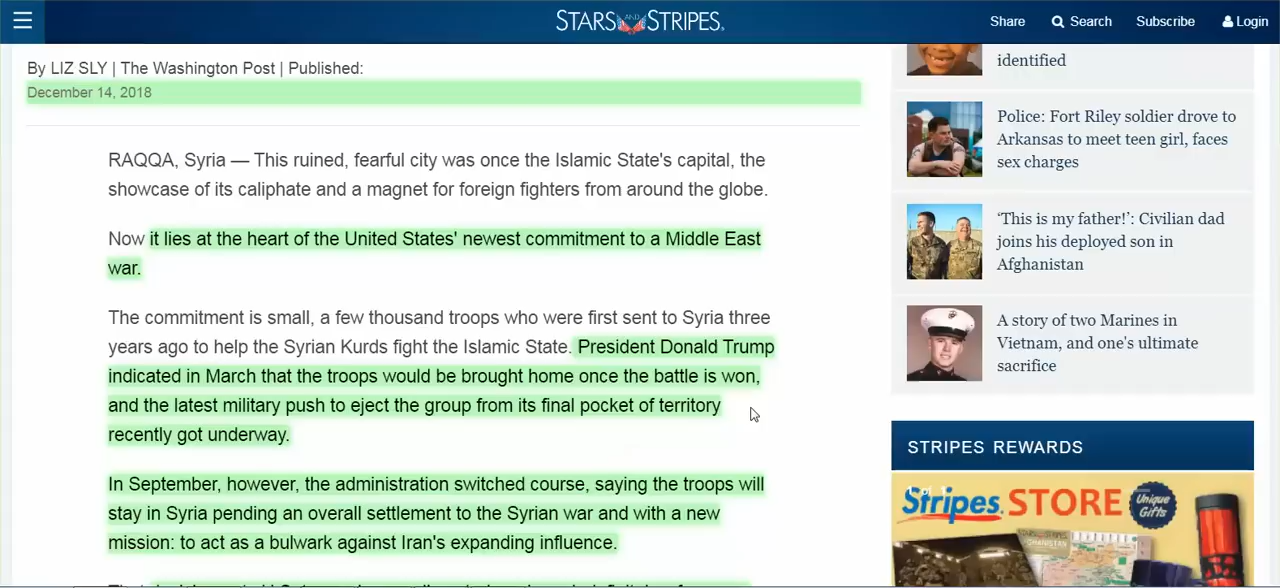 STARS AND STRIPES.
Share
Search
Subscribe
Login
By LIZ SLY | The Washington Post | Published:
December 14, 2018
RAQQA, Syria — This ruined, fearful city was once the Islamic State's capital, the
showcase of its caliphate and a magnet for foreign fighters from around the globe.
Now it lies at the heart of the United States' newest commitment to a Middle East
war.
The commitment is small, a few thousand troops who were first sent to Syria three
years ago to help the Syrian Kurds fight the Islamic State. President Donald Trump
indicated in March that the troops would be brought home once the battle is won,
and the latest military push to eject the group from its final pocket of territory
recently got underway.
In September, however, the administration switched course, saying the troops will
stay in Syria pending an overall settlement to the Syrian war and with a new
mission: to act as a bulwark against Iran's expanding influence.
identified
Police: Fort Riley soldier drove to
Arkansas to meet teen girl, faces
sex charges
‘This is my father!’: Civilian dad
joins his deployed son in
Afghanistan
A story of two Marines in
Vietnam, and one's ultimate
sacrifice
STRIPES REWARDS
Stripes. STORE
Unique
Gifts